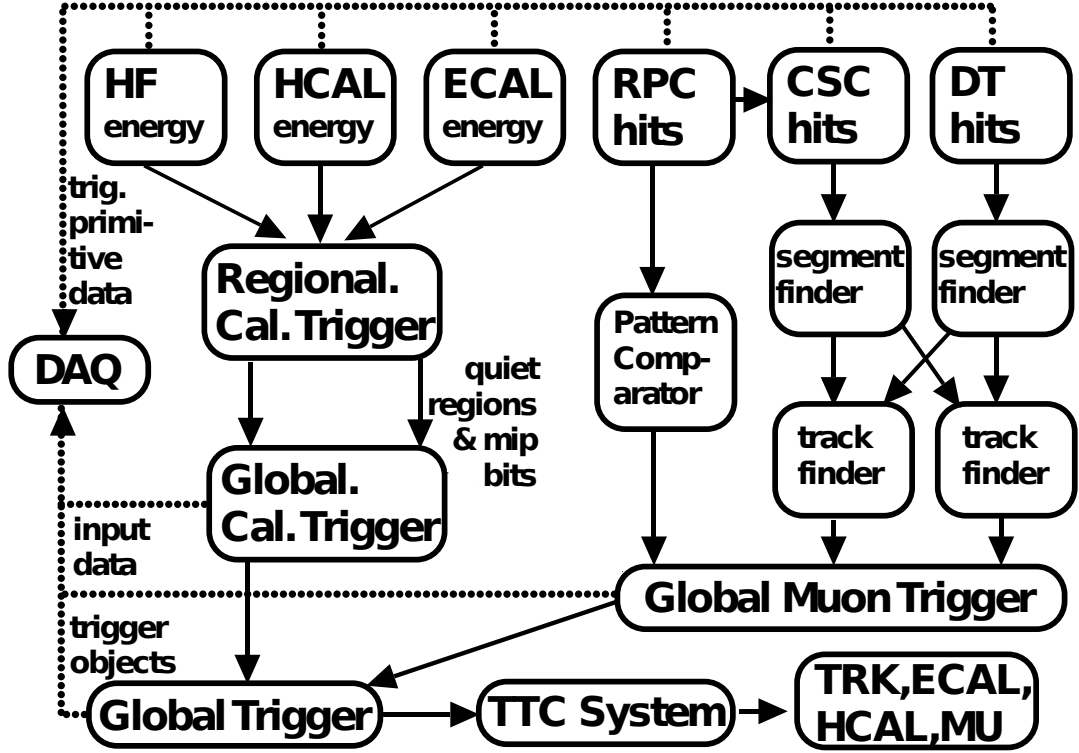 HF
energy
HCAL
energy
ECAL
energy
RPC
hits
CSC
hits
DT
hits
trig.
primi-
tive
data
Regional.
Cal. Trigger
segment
finder
segment
finder
Pattern
Comp-
arator
DAQ
quiet
regions
& mip
bits
track
finder
track
finder
Global.
Cal. Trigger
input
data
Global Muon Trigger
trigger
objects
Global Trigger
TTC System
TRK,ECAL,
HCAL,MU